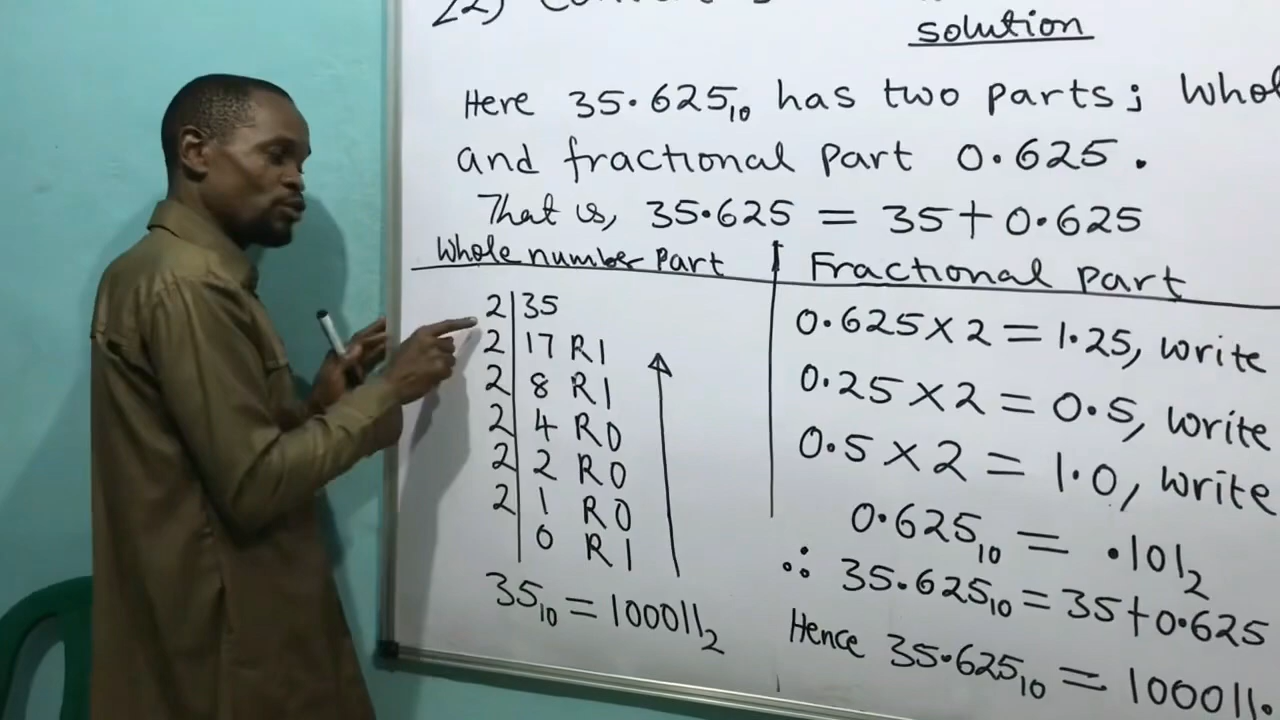 22) Convert
solution
Here 35.625₁₀ has two parts; Whol
and fractional part 0.625.
That is, 35.625 = 35 + 0.625
Whole number part
2 | 35
2 | 17 R1
2 | 8 R1
2 | 4 R0
2 | 2 R0
2 | 1 R0
0 R1
35₁₀ = 100011₂
Fractional part
0.625 × 2 = 1.25, write
0.25 × 2 = 0.5, write
0.5 × 2 = 1.0, write
0.625₁₀ = .101₂
∴ 35.625₁₀ = 35 + 0.625
Hence 35.625₁₀ = 100011.